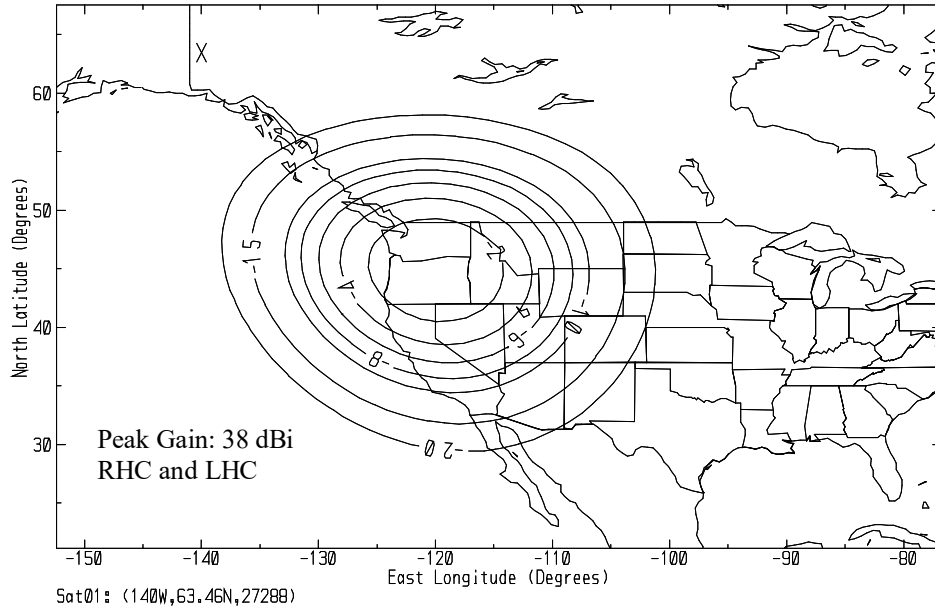 X
60
50
-15
-4
40
-6
-10
-8
30
-20
North Latitude (Degrees)
Peak Gain: 38 dBi
RHC and LHC
-150 -140 -130 -120 -110 -100 -90 -80
East Longitude (Degrees)
Sat01: (140W,63.46N,27288)